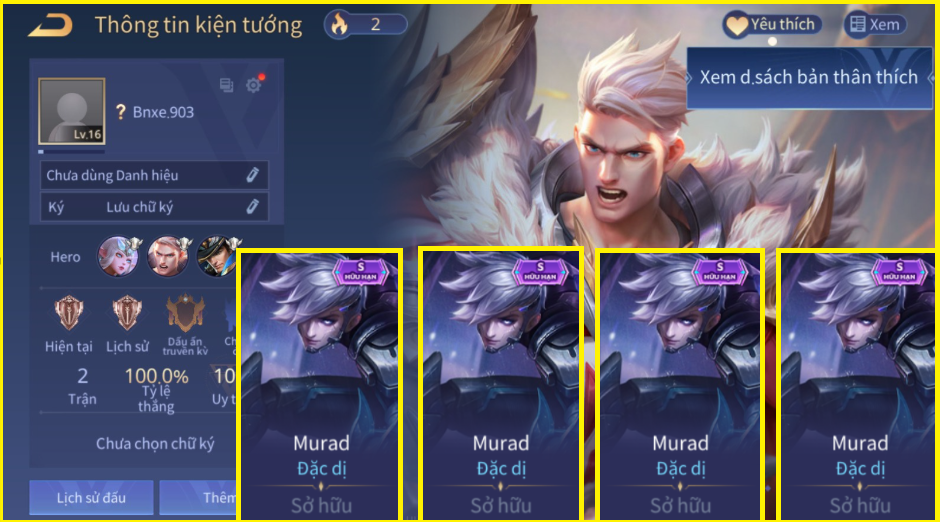 Thông tin kiện tướng
2
Yêu thích
Xem
Xem d.sách bản thân thích
Lv.16
? Bnxe.903
Chưa dùng Danh hiệu
Ký Lưu chữ ký
Hero
Hiện tại
Lịch sử
Dấu ấn
truyền kỳ
2
Trận
100,0%
Tỷ lệ
thắng
10
Uy t
Chưa chọn chữ ký
Lịch sử đấu
Thêm
S
HỮU HẠN
Murad
Đặc dị
Sở hữu
S
HỮU HẠN
Murad
Đặc dị
Sở hữu
S
HỮU HẠN
Murad
Đặc dị
Sở hữu
S
HỮU HẠN
Murad
Đặc dị
Sở hữu